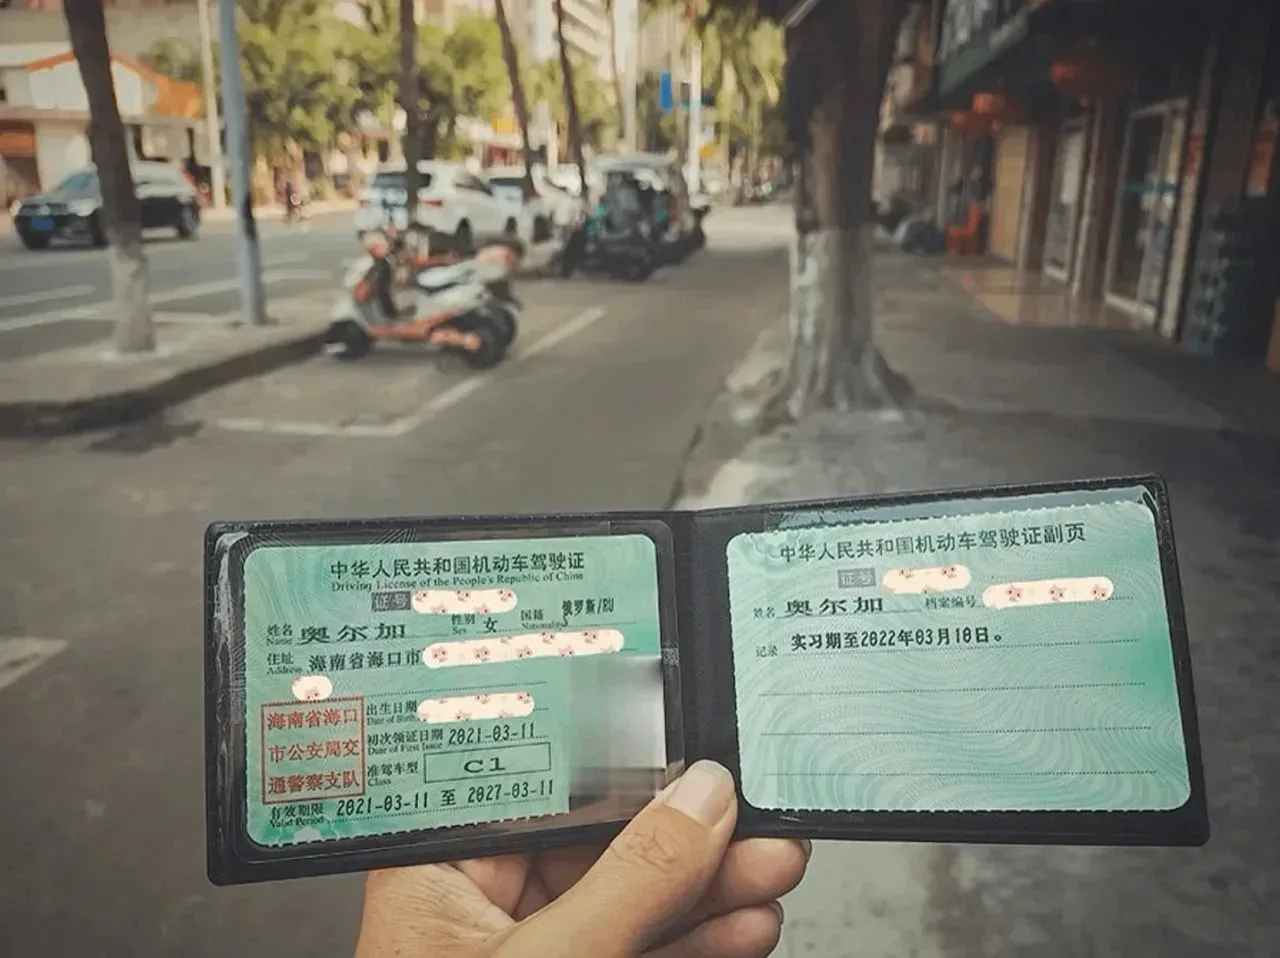 中华人民共和国机动车驾驶证
Driving License of the People's Republic of China
证号
姓名 奥尔加 性别 女 国籍 俄罗斯/RU
Name Sex Nationality
住址 海南省海口市
Address
海南省海口
市公安局交
通警察支队
出生日期
Date of Birth
初次领证日期 2021-03-11
Date of First Issue
准驾车型 C1
Class
有效期限 2021-03-11 至 2027-03-11
Valid Period
中华人民共和国机动车驾驶证副页
证号
姓名 奥尔加 档案编号
记录 实习期至2022年03月10日。